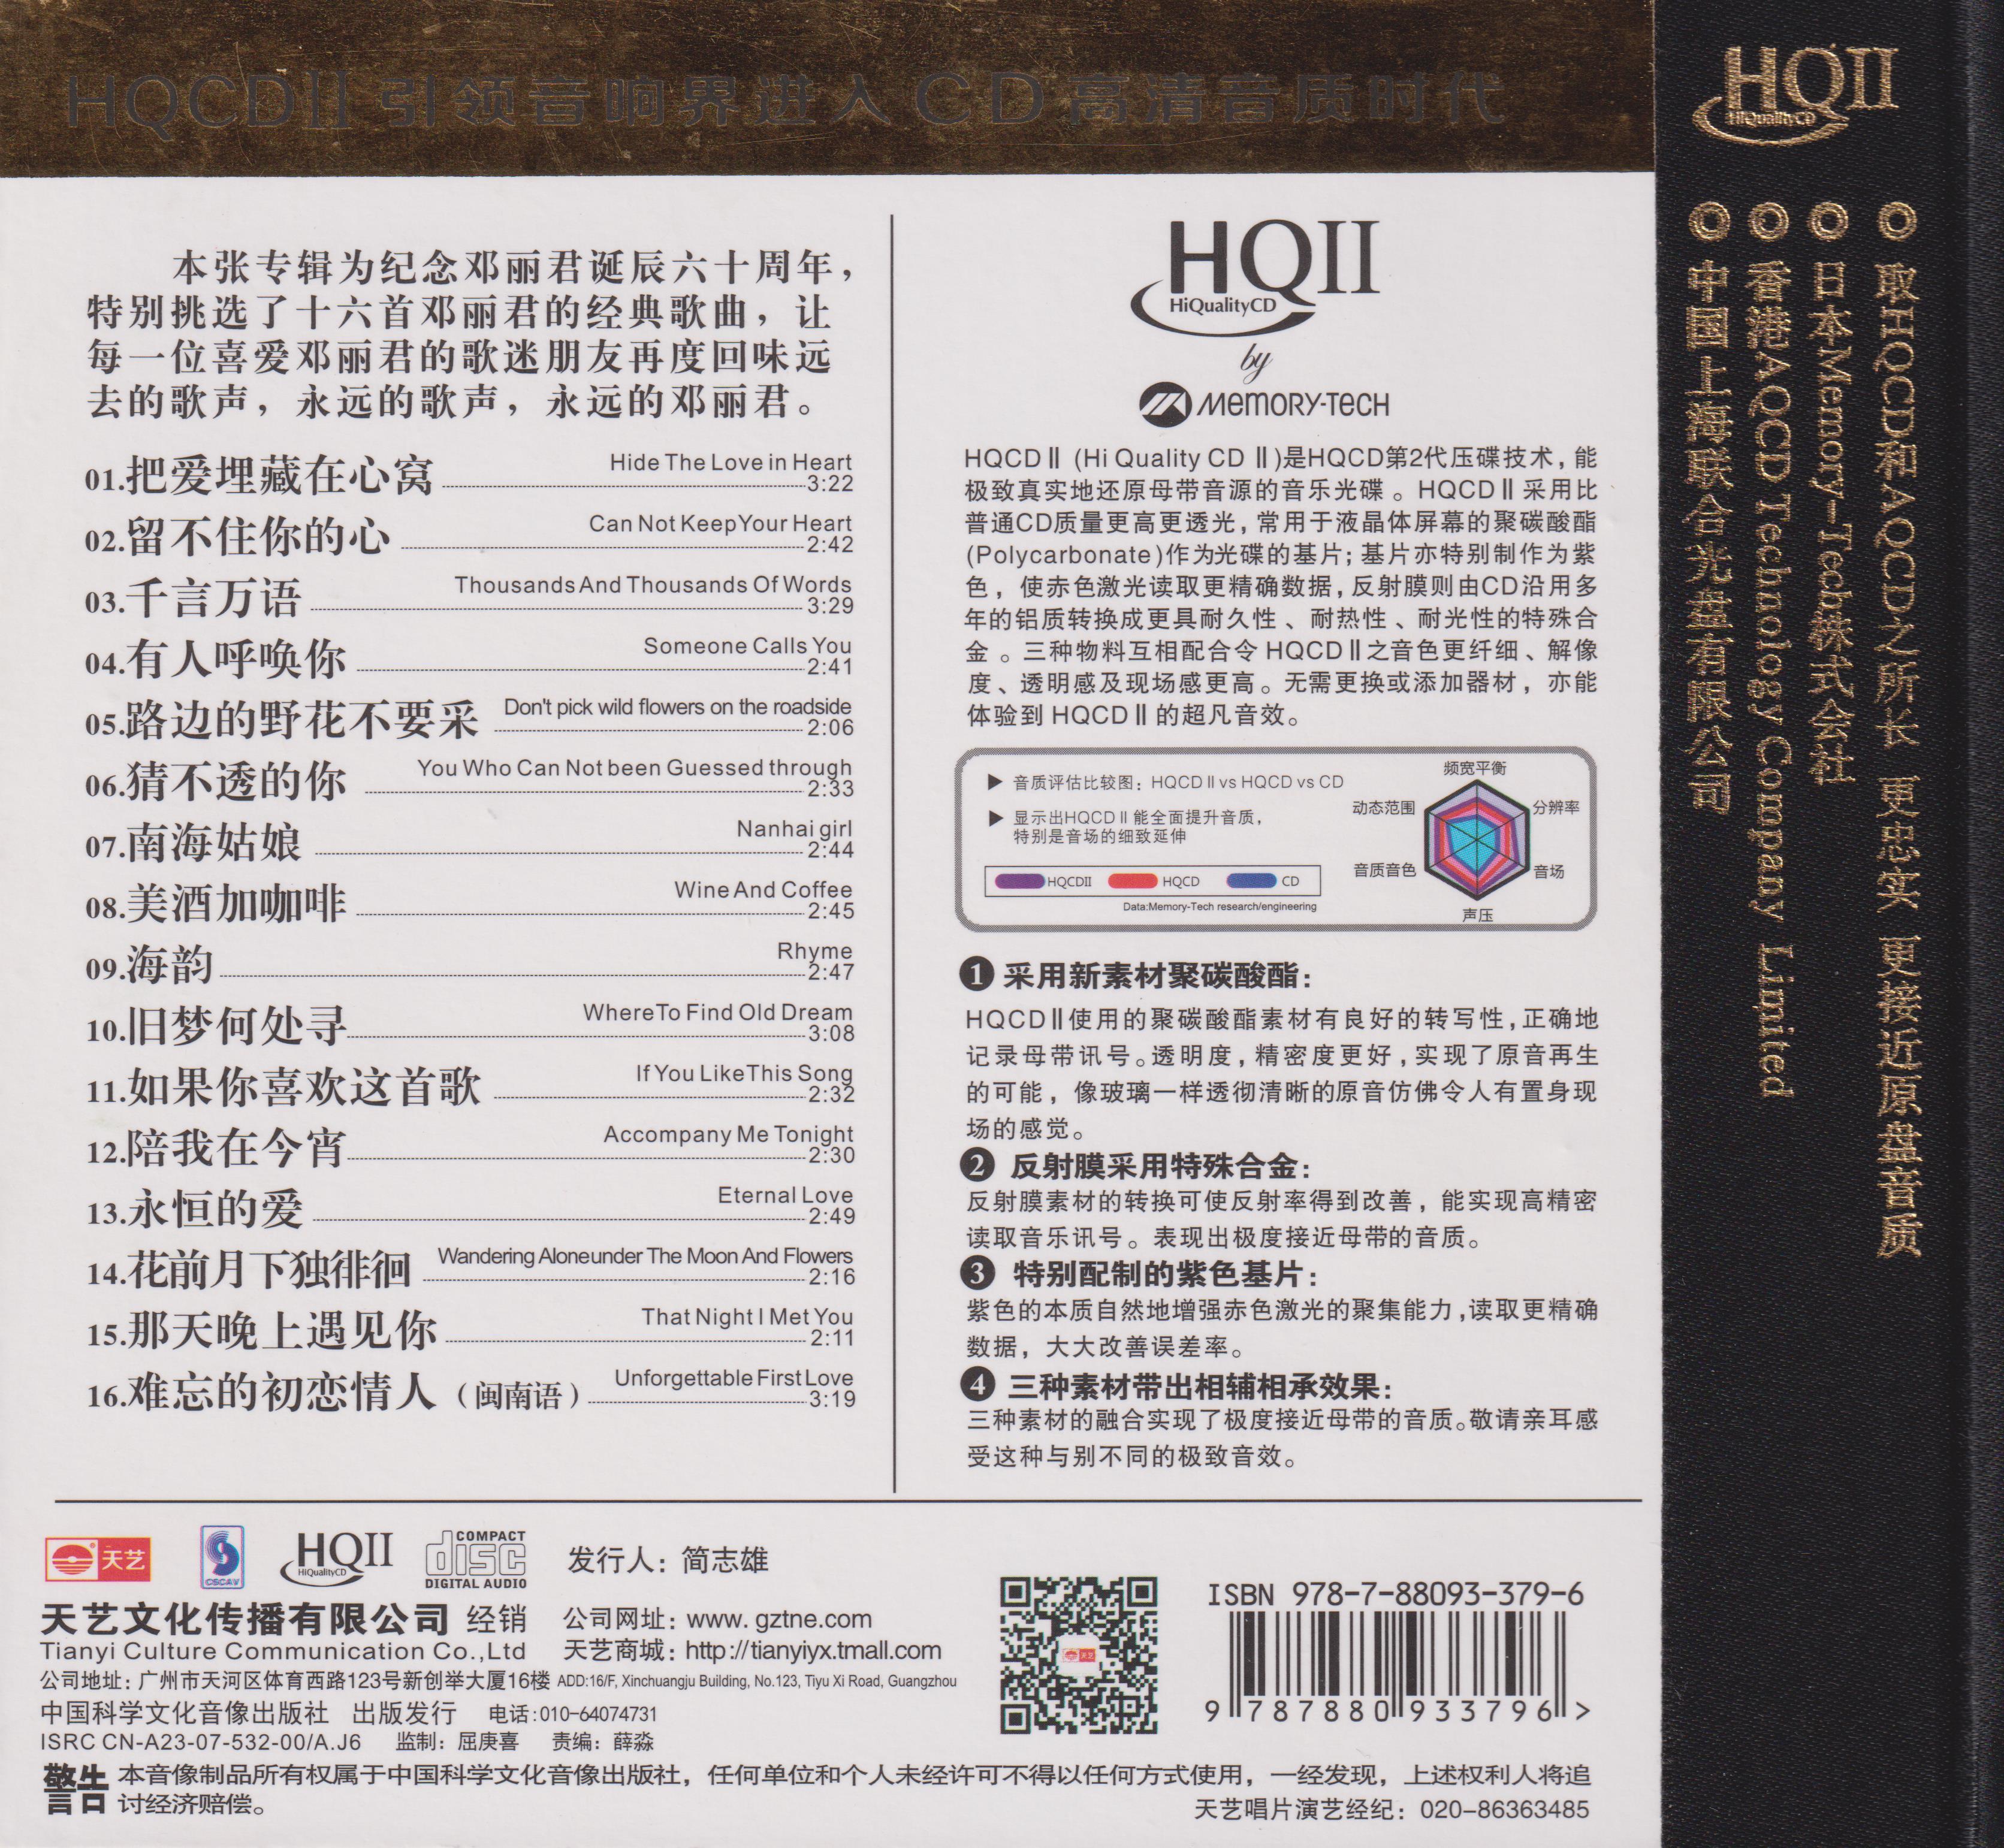 HQCDII 引领音响界进入CD高清音质时代
本张专辑为纪念邓丽君诞辰六十周年，
特别挑选了十六首邓丽君的经典歌曲，让
每一位喜爱邓丽君的歌迷朋友再度回味远
去的歌声，永远的歌声，永远的邓丽君。
01.把爱埋藏在心窝 Hide The Love in Heart 3:22
02.留不住你的心 Can Not KeepYour Heart 2:42
03.千言万语 Thousands And Thousands Of Words 3:29
04.有人呼唤你 Someone Calls You 2:41
05.路边的野花不要采 Don't pick wild flowers on the roadside 2:06
06.猜不透的你 You Who Can Not been Guessed through 2:33
07.南海姑娘 Nanhai girl 2:44
08.美酒加咖啡 Wine And Coffee 2:45
09.海韵 Rhyme 2:47
10.旧梦何处寻 WhereTo Find Old Dream 3:08
11.如果你喜欢这首歌 If You LikeThis Song 2:32
12.陪我在今宵 Accompany Me Tonight 2:30
13.永恒的爱 Eternal Love 2:49
14.花前月下独徘徊 Wandering Aloneunder The Moon And Flowers 2:16
15.那天晚上遇见你 That Night I Met You 2:11
16.难忘的初恋情人（闽南语） Unforgettable First Love 3:19
HQII
HiQualityCD
by
MEMORY-TECH
HQCDⅡ (Hi Quality CD Ⅱ)是HQCD第2代压碟技术，能
极致真实地还原母带音源的音乐光碟。HQCDⅡ采用比
普通CD质量更高更透光，常用于液晶体屏幕的聚碳酸酯
(Polycarbonate)作为光碟的基片；基片亦特别制作为紫
色，使赤色激光读取更精确数据，反射膜则由CD沿用多
年的铝质转换成更具耐久性、耐热性、耐光性的特殊合
金。三种物料互相配合令HQCDⅡ之音色更纤细、解像
度、透明感及现场感更高。无需更换或添加器材，亦能
体验到HQCDⅡ的超凡音效。
▶ 音质评估比较图：HQCDⅡvs HQCD vs CD
▶ 显示出HQCDⅡ能全面提升音质，
特别是音场的细致延伸
HQCDII HQCD CD
Data:Memory-Tech research/engineering
频宽平衡
动态范围 分辨率
音质音色 音场
声压
❶ 采用新素材聚碳酸酯：
HQCDⅡ使用的聚碳酸酯素材有良好的转写性，正确地
记录母带讯号。透明度，精密度更好，实现了原音再生
的可能，像玻璃一样透彻清晰的原音仿佛令人有置身现
场的感觉。
❷ 反射膜采用特殊合金：
反射膜素材的转换可使反射率得到改善，能实现高精密
读取音乐讯号。表现出极度接近母带的音质。
❸ 特别配制的紫色基片：
紫色的本质自然地增强赤色激光的聚集能力，读取更精确
数据，大大改善误差率。
❹ 三种素材带出相辅相承效果：
三种素材的融合实现了极度接近母带的音质。敬请亲耳感
受这种与别不同的极致音效。
天艺
CSCAV
HQII
HiQualityCD
COMPACT
disc
DIGITAL AUDIO
发行人：简志雄
天艺文化传播有限公司 经销
Tianyi Culture Communication Co.,Ltd
公司网址：www. gztne.com
天艺商城：http://tianyiyx.tmall.com
公司地址：广州市天河区体育西路123号新创举大厦16楼 ADD:16/F, Xinchuangju Building, No.123, Tiyu Xi Road, Guangzhou
中国科学文化音像出版社 出版发行 电话:010-64074731
ISRC CN-A23-07-532-00/A.J6 监制：屈庚喜 责编：薛淼
警告 本音像制品所有权属于中国科学文化音像出版社，任何单位和个人未经许可不得以任何方式使用，一经发现，上述权利人将追
讨经济赔偿。
天艺唱片演艺经纪：020-86363485
天艺
ISBN 978-7-88093-379-6
9 787880 933796 >
HQII
HiQualityCD
取HQCD和AQCD之所长 更忠实 更接近原盘音质
日本Memory-Tech株式会社
香港AQCD Technology Company Limited
中国上海联合光盘有限公司